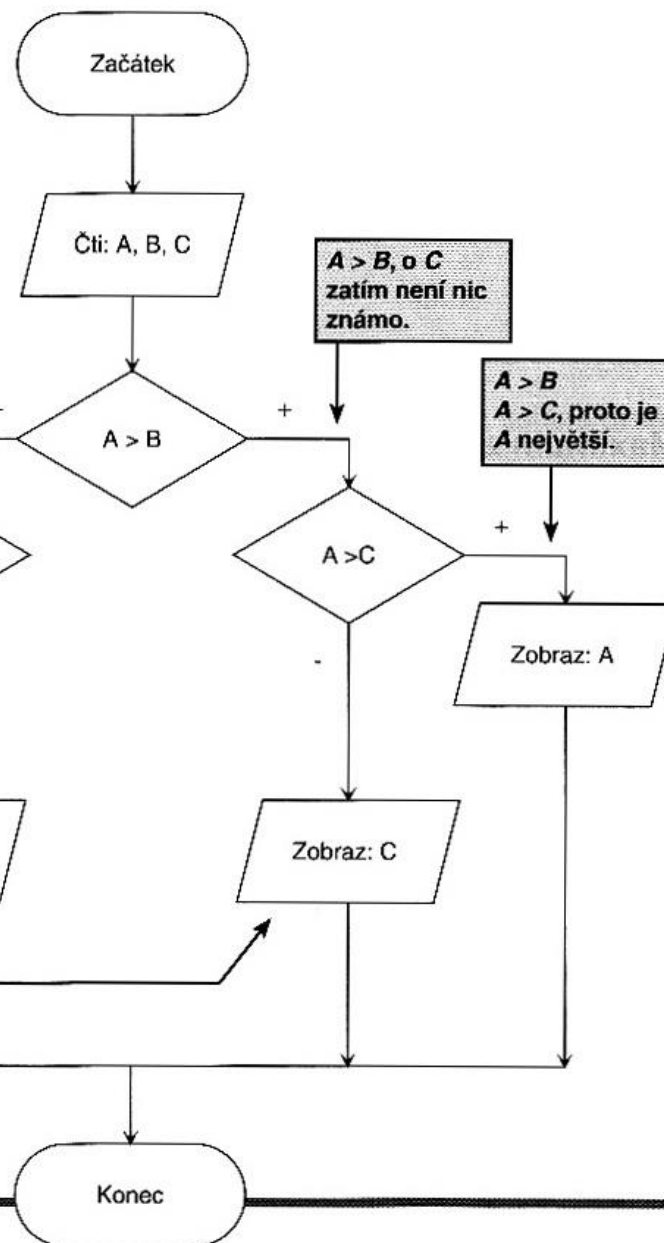 Začátek
Čti: A, B, C
A > B, o C
zatím není nic
známo.
A > B
A > C, proto je
A největší.
A > B
+
A >C
+
-
Zobraz: A
Zobraz: C
Konec